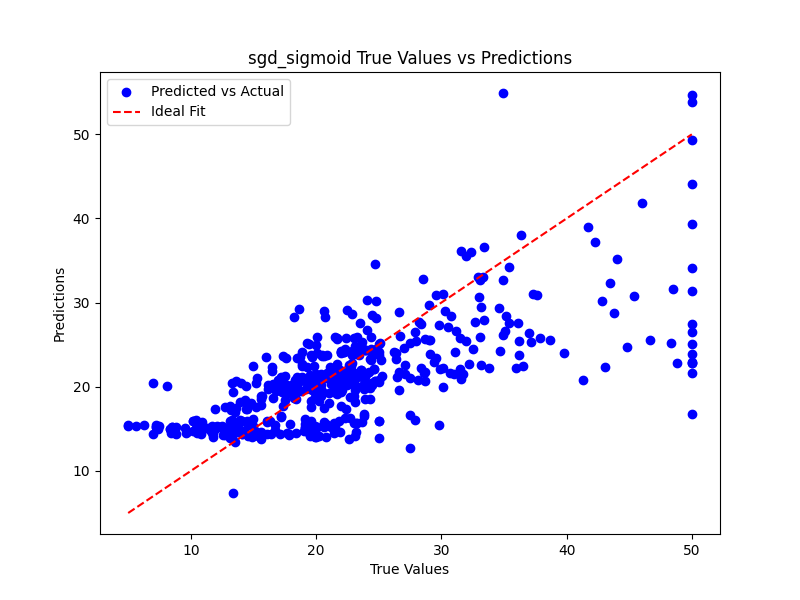 sgd_sigmoid True Values vs Predictions
Predicted vs Actual
Ideal Fit
50
40
30
20
10
Predictions
10 20 30 40 50
True Values